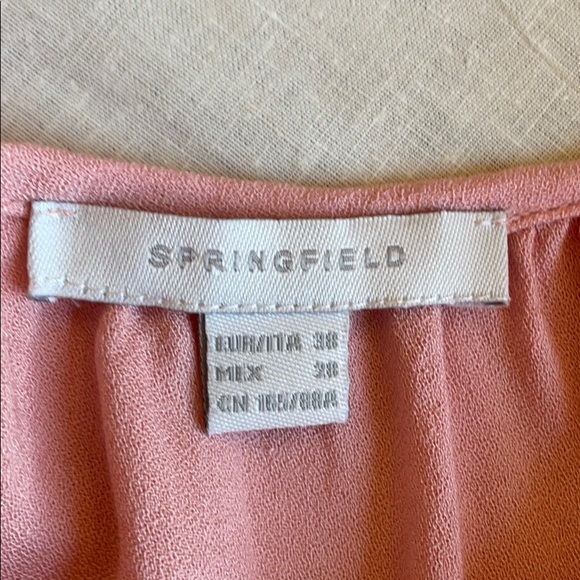 SPRINGFIELD
EUR/ITA 38
MEX 28
CN 165/88A